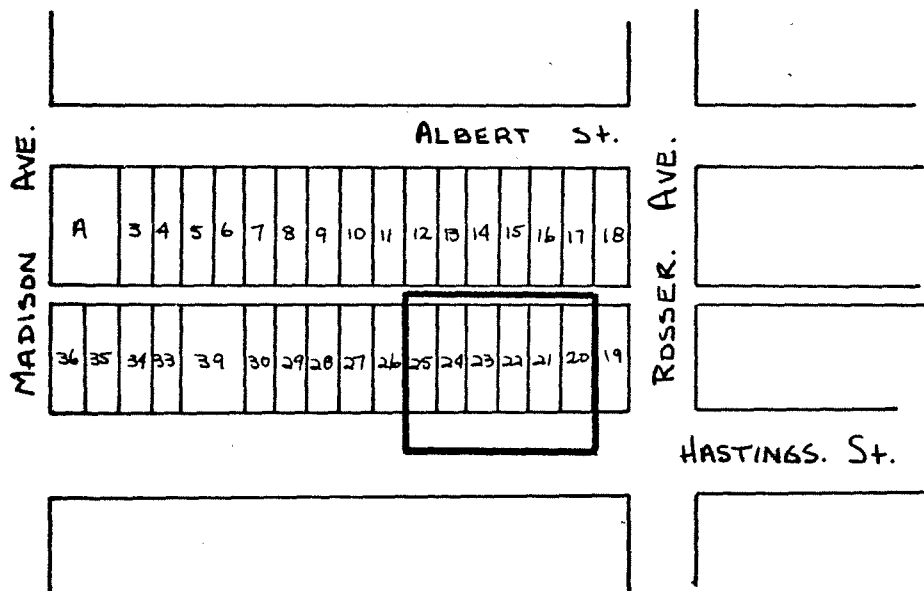 ALBERT St.
MADISON AVE.
ROSSER. AVE.
A 3 4 5 6 7 8 9 10 11 12 13 14 15 16 17 18
36 35 34 33 39 30 29 28 27 26 25 24 23 22 21 20 19
HASTINGS. St.